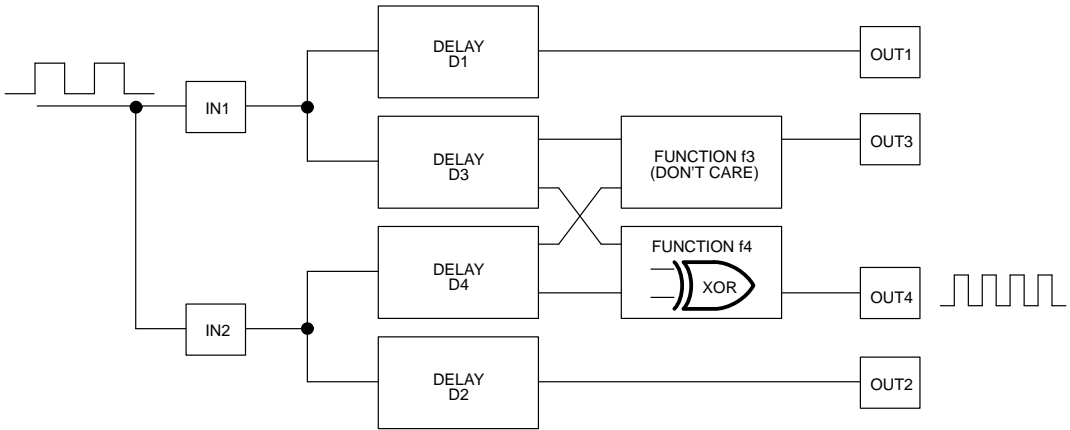 DELAY
D1
OUT1
IN1
DELAY
D3
FUNCTION f3
(DON'T CARE)
OUT3
DELAY
D4
FUNCTION f4
XOR
OUT4
IN2
DELAY
D2
OUT2